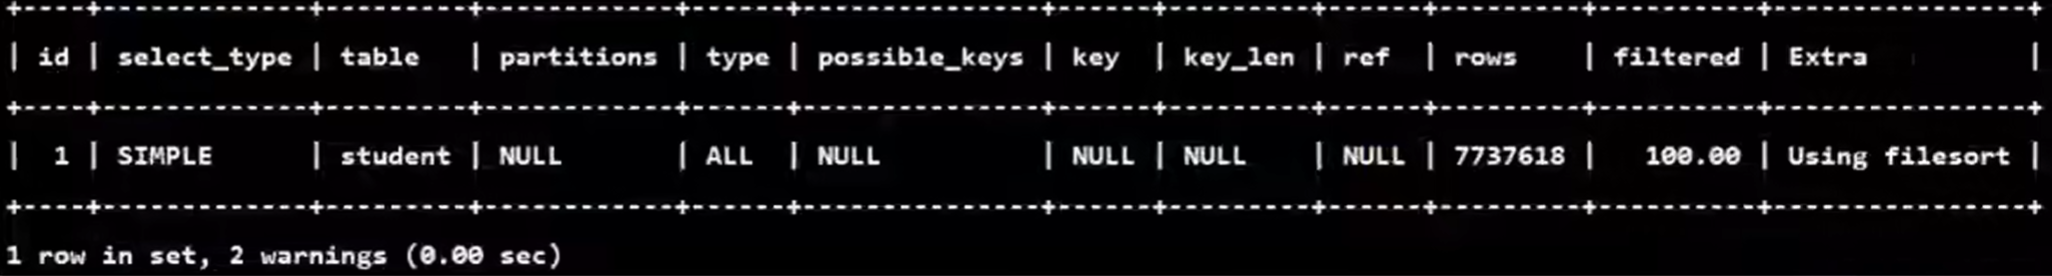 +----+-------------+---------+------------+------+---------------+------+---------+------+---------+----------+----------------+
| id | select_type | table   | partitions | type | possible_keys | key  | key_len | ref  | rows    | filtered | Extra          |
+----+-------------+---------+------------+------+---------------+------+---------+------+---------+----------+----------------+
|  1 | SIMPLE      | student | NULL       | ALL  | NULL          | NULL | NULL    | NULL | 7737618 |   100.00 | Using filesort |
+----+-------------+---------+------------+------+---------------+------+---------+------+---------+----------+----------------+
1 row in set, 2 warnings (0.00 sec)